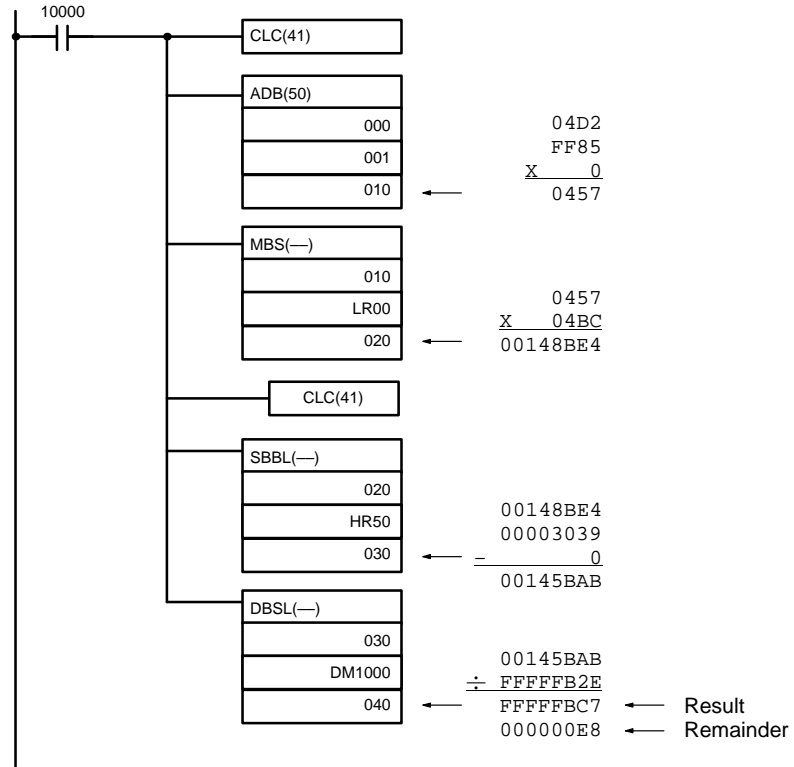 10000
CLC(41)
ADB(50)
000
001
010
04D2
FF85
X 0
0457
MBS(––)
010
LR00
020
0457
X 04BC
00148BE4
CLC(41)
SBBL(––)
020
HR50
030
00148BE4
00003039
– 0
00145BAB
DBSL(––)
030
DM1000
040
00145BAB
÷ FFFFFB2E
FFFFFBC7 Result
000000E8 Remainder